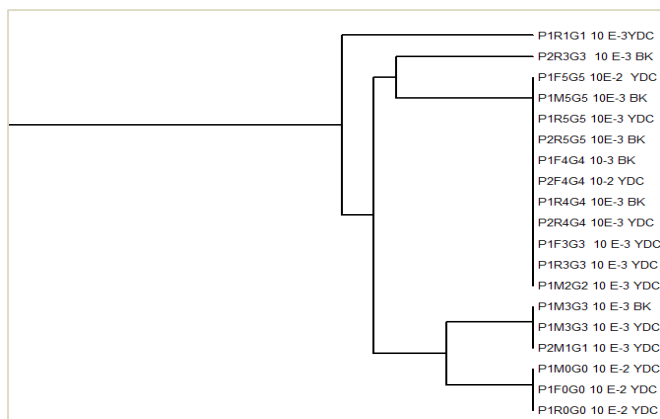 P1R1G1 10 E-3YDC
P2R3G3 10 E-3 BK
P1F5G5 10E-2 YDC
P1M5G5 10E-3 BK
P1R5G5 10E-3 YDC
P2R5G5 10E-3 BK
P1F4G4 10-3 BK
P2F4G4 10-2 YDC
P1R4G4 10E-3 BK
P2R4G4 10E-3 YDC
P1F3G3 10 E-3 YDC
P1R3G3 10 E-3 YDC
P1M2G2 10 E-3 YDC
P1M3G3 10 E-3 BK
P1M3G3 10 E-3 YDC
P2M1G1 10 E-3 YDC
P1M0G0 10 E-2 YDC
P1F0G0 10 E-2 YDC
P1R0G0 10 E-2 YDC